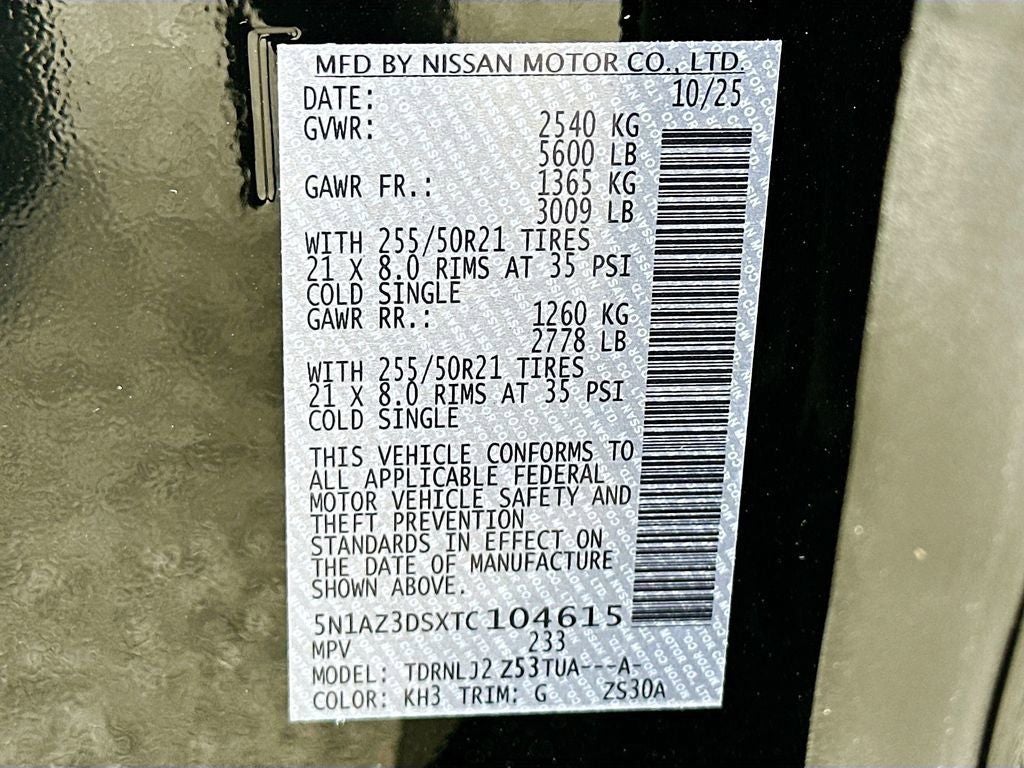 MFD BY NISSAN MOTOR CO., LTD.
DATE: 10/25
GVWR: 2540 KG
5600 LB
GAWR FR.: 1365 KG
3009 LB
WITH 255/50R21 TIRES
21 X 8.0 RIMS AT 35 PSI
COLD SINGLE
GAWR RR.: 1260 KG
2778 LB
WITH 255/50R21 TIRES
21 X 8.0 RIMS AT 35 PSI
COLD SINGLE
THIS VEHICLE CONFORMS TO
ALL APPLICABLE FEDERAL
MOTOR VEHICLE SAFETY AND
THEFT PREVENTION
STANDARDS IN EFFECT ON
THE DATE OF MANUFACTURE
SHOWN ABOVE.
5N1AZ3DSXTC104615
MPV 233
MODEL: TDRNLJ2 Z53TUA---A-
COLOR: KH3 TRIM: G ZS30A